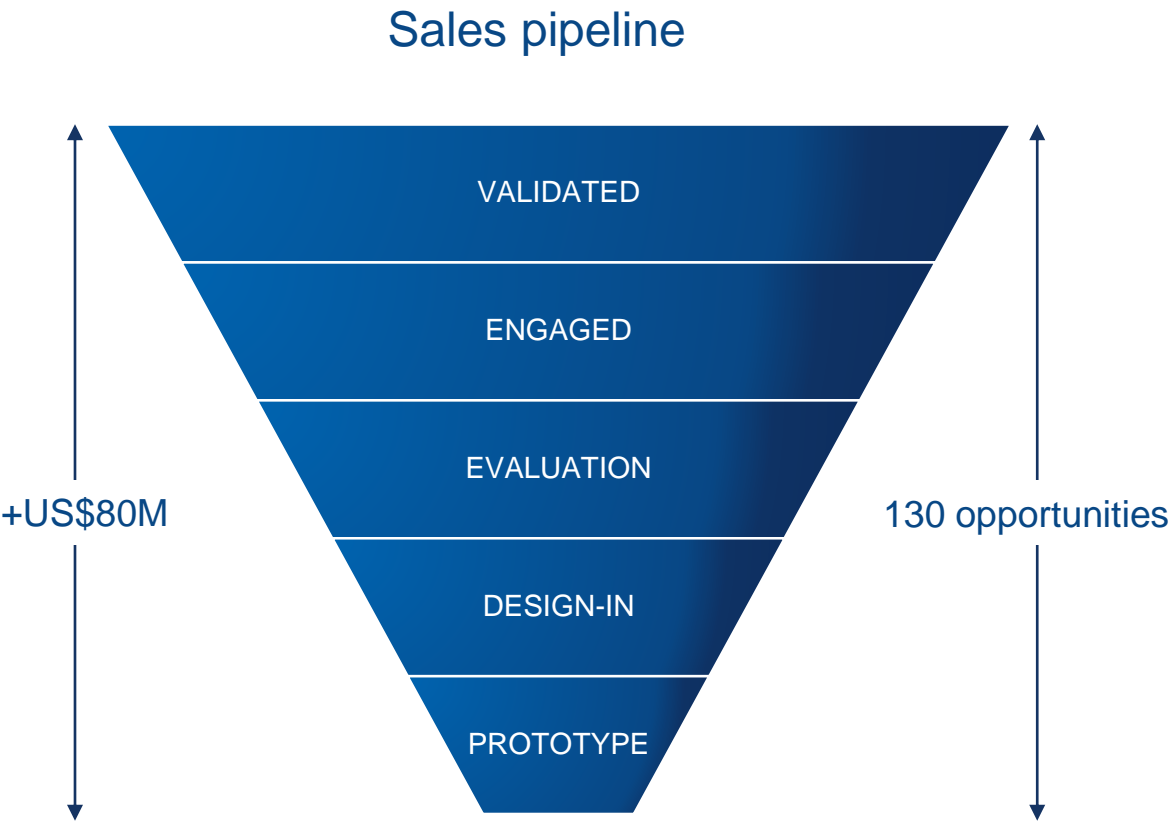 Sales pipeline
VALIDATED
ENGAGED
EVALUATION
+US$80M
130 opportunities
DESIGN-IN
PROTOTYPE